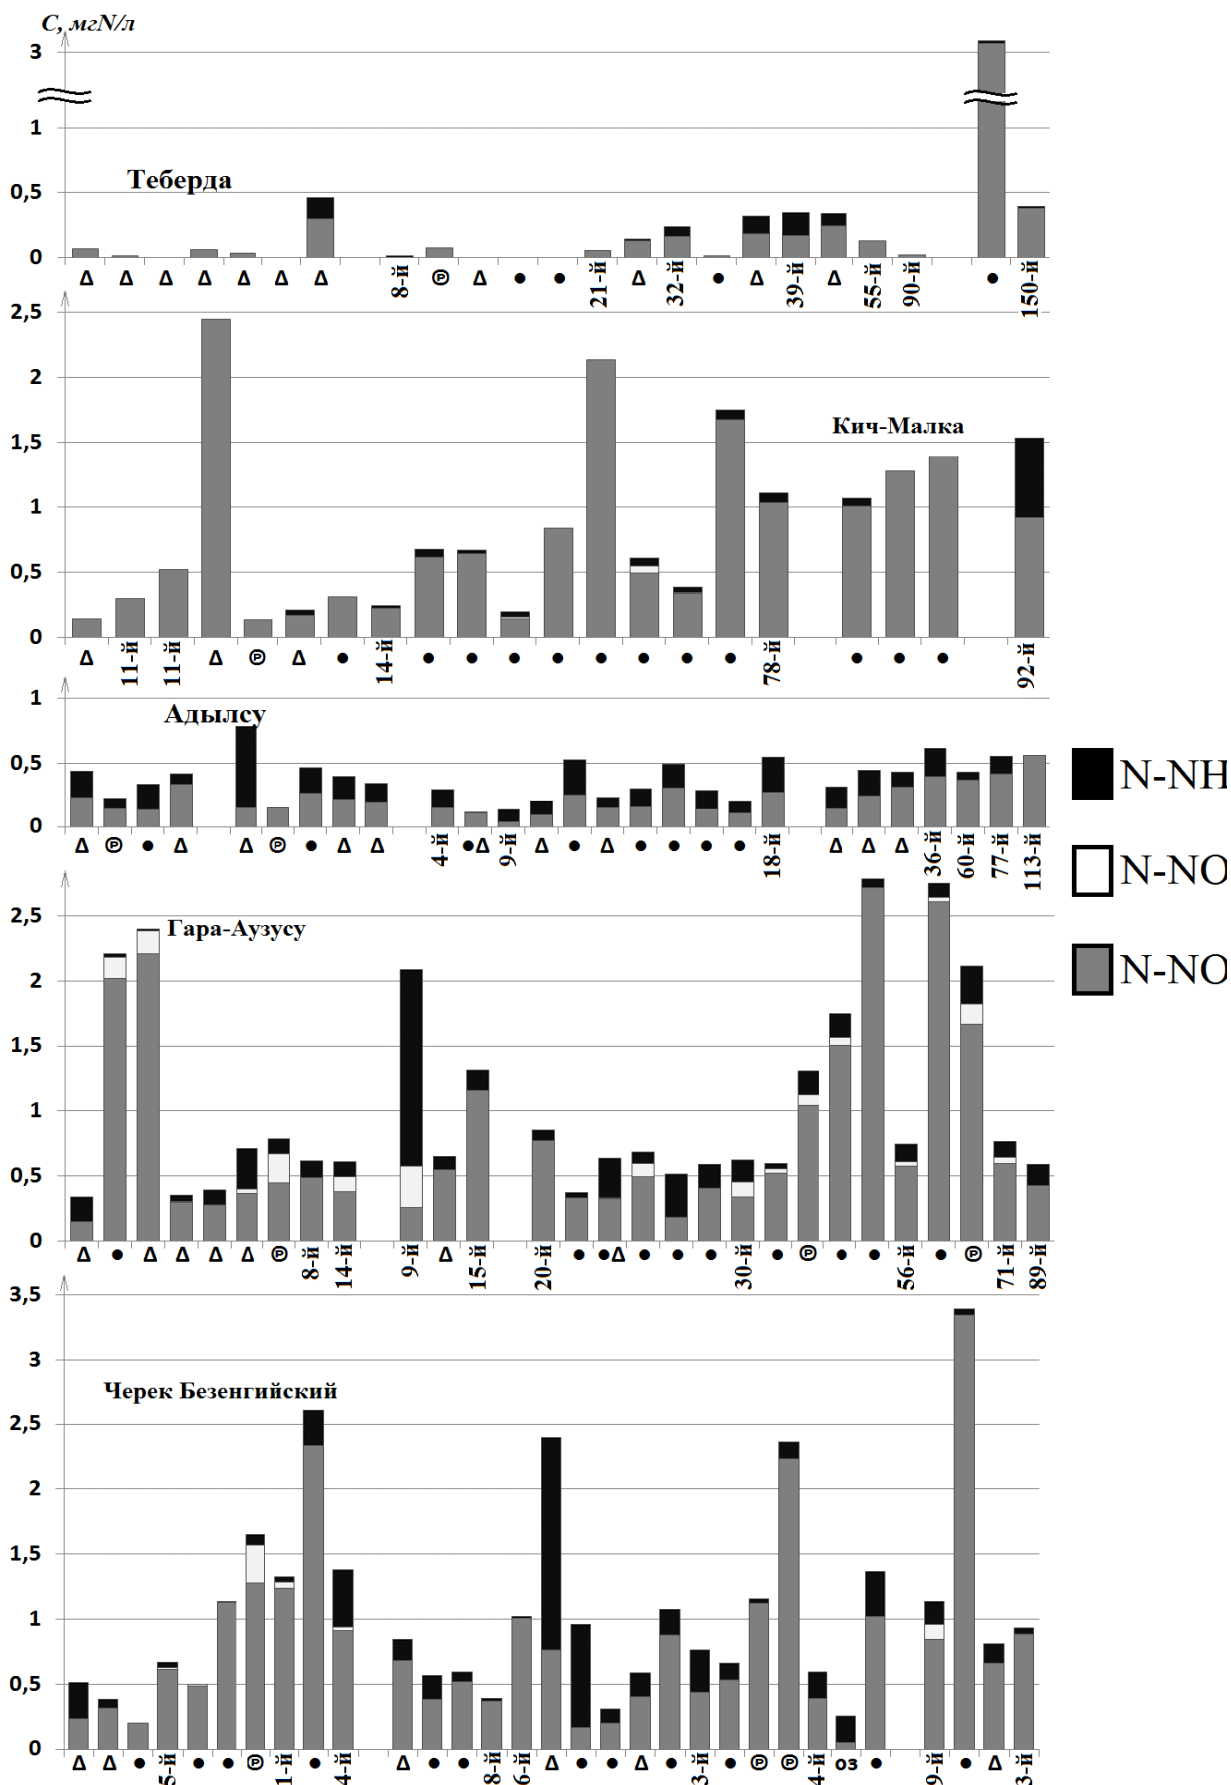 C, мгN/л
3
1
0,5
0
Теберда
Δ Δ Δ Δ Δ Δ Δ 8-й Ⓟ Δ ● ● 21-й Δ 32-й ● Δ 39-й Δ 55-й 90-й ● 150-й
2,5
2
1,5
1
0,5
0
Кич-Малка
Δ 11-й 11-й Δ Ⓟ Δ ● 14-й ● ● ● ● ● ● ● ● 78-й ● ● ● 92-й
1
0,5
0
Адылсу
Δ Ⓟ ● Δ Δ Ⓟ ● Δ Δ 4-й ●Δ 9-й Δ ● Δ ● ● ● ● 18-й Δ Δ Δ 36-й 60-й 77-й 113-й
N-NH
N-NO
N-NO
2,5
2
1,5
1
0,5
0
Гара-Аузусу
Δ ● Δ Δ Δ Δ Ⓟ 8-й 14-й 9-й Δ 15-й 20-й ● ●Δ ● ● ● 30-й ● Ⓟ ● ● 56-й ● Ⓟ 71-й 89-й
3,5
3
2,5
2
1,5
1
0,5
0
Черек Безенгийский
Δ Δ ● 5-й ● ● Ⓟ 1-й ● 4-й Δ ● ● 8-й 6-й Δ ● ● Δ ● 3-й ● Ⓟ Ⓟ 4-й оз ● 9-й ● Δ 3-й